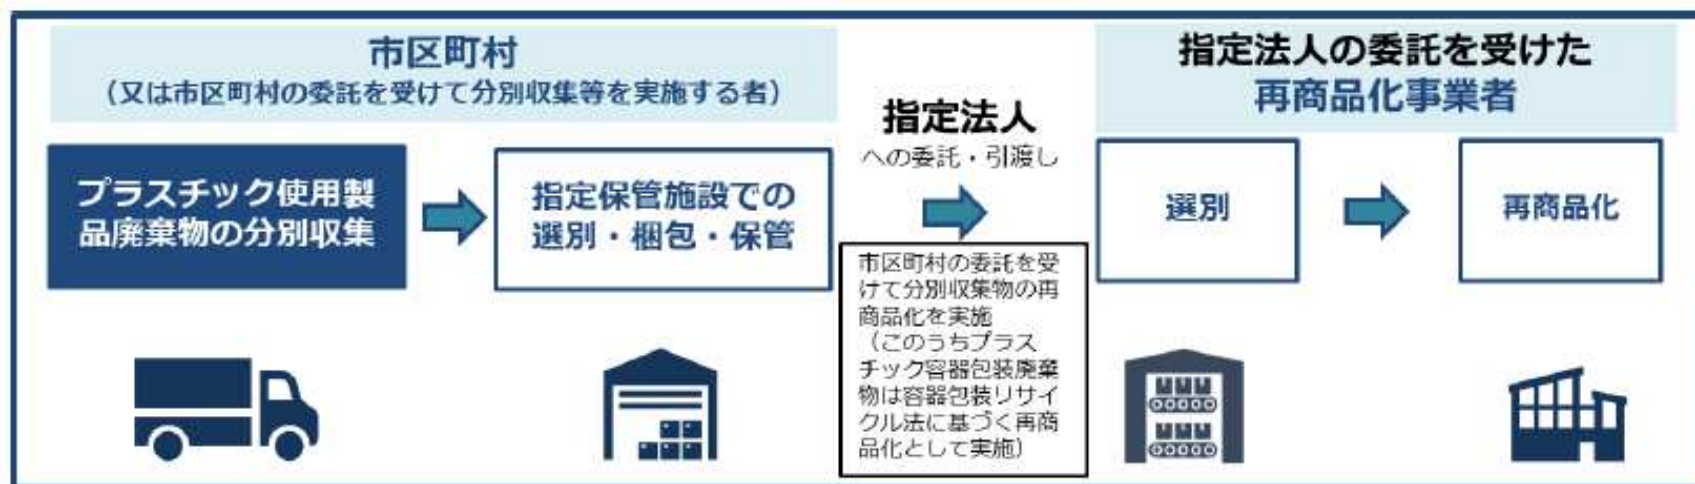 市区町村
（又は市区町村の委託を受けて分別収集等を実施する者）
プラスチック使用製
品廃棄物の分別収集
指定保管施設での
選別・梱包・保管
指定法人
への委託・引渡し
市区町村の委託を受
けて分別収集物の再
商品化を実施
（このうちプラス
チック容器包装廃棄
物は容器包装リサイ
クル法に基づく再商
品化として実施）
指定法人の委託を受けた
再商品化事業者
選別
再商品化